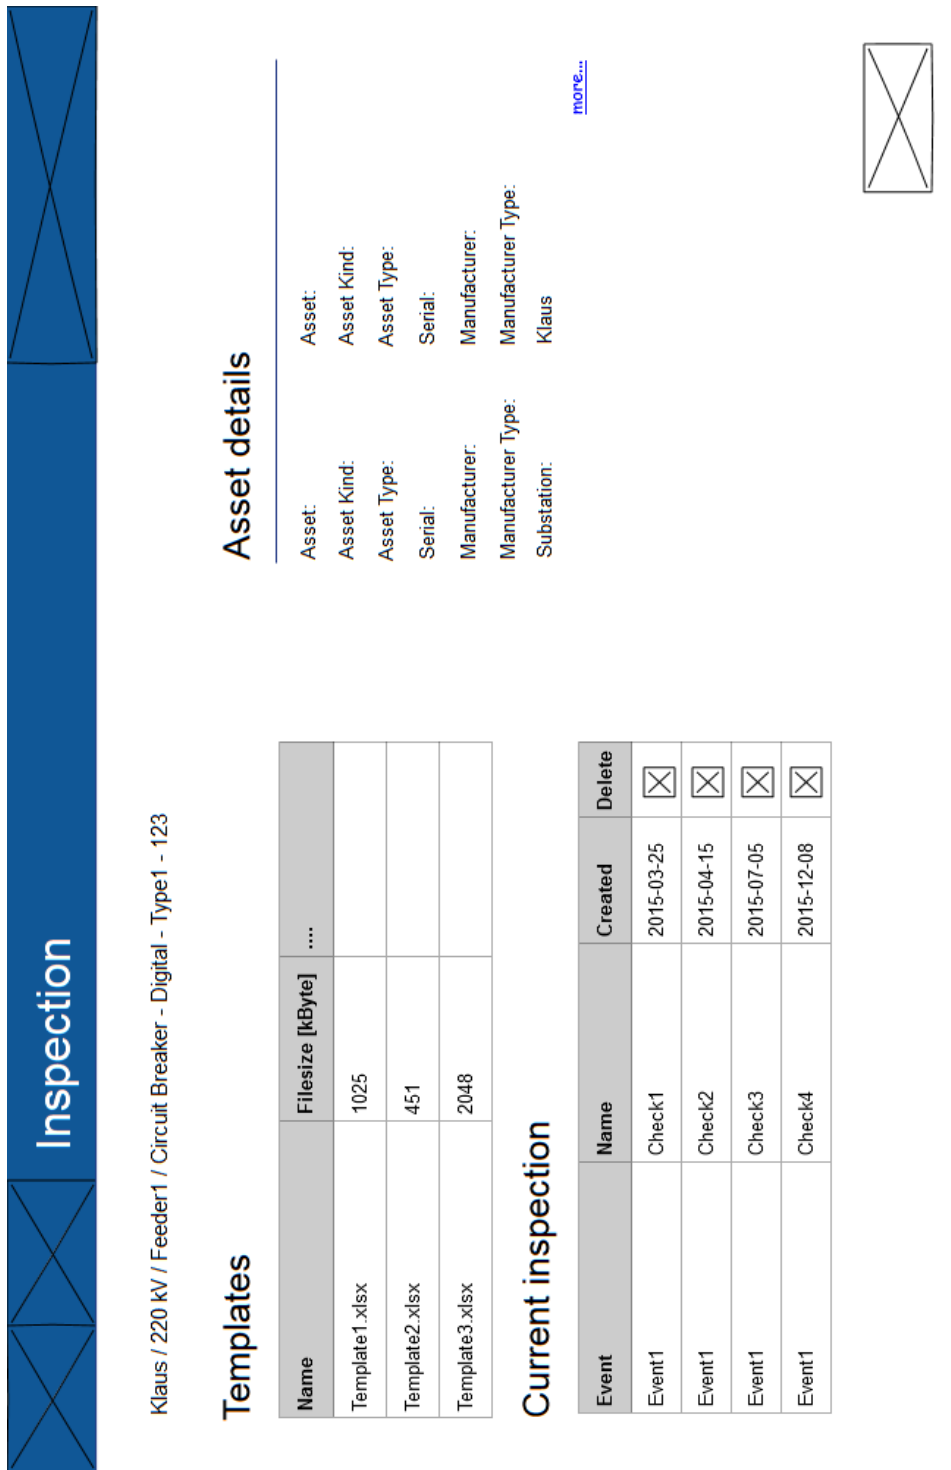 Inspection
Klaus / 220 kV / Feeder1 / Circuit Breaker - Digital - Type1 - 123
Templates
Name Filesize [kByte] ....
Template1.xlsx 1025
Template2.xlsx 451
Template3.xlsx 2048
Current inspection
Event Name Created Delete
Event1 Check1 2015-03-25
Event1 Check2 2015-04-15
Event1 Check3 2015-07-05
Event1 Check4 2015-12-08
Asset details
Asset: Asset:
Asset Kind: Asset Kind:
Asset Type: Asset Type:
Serial: Serial:
Manufacturer: Manufacturer:
Manufacturer Type: Manufacturer Type:
Substation: Klaus
more...